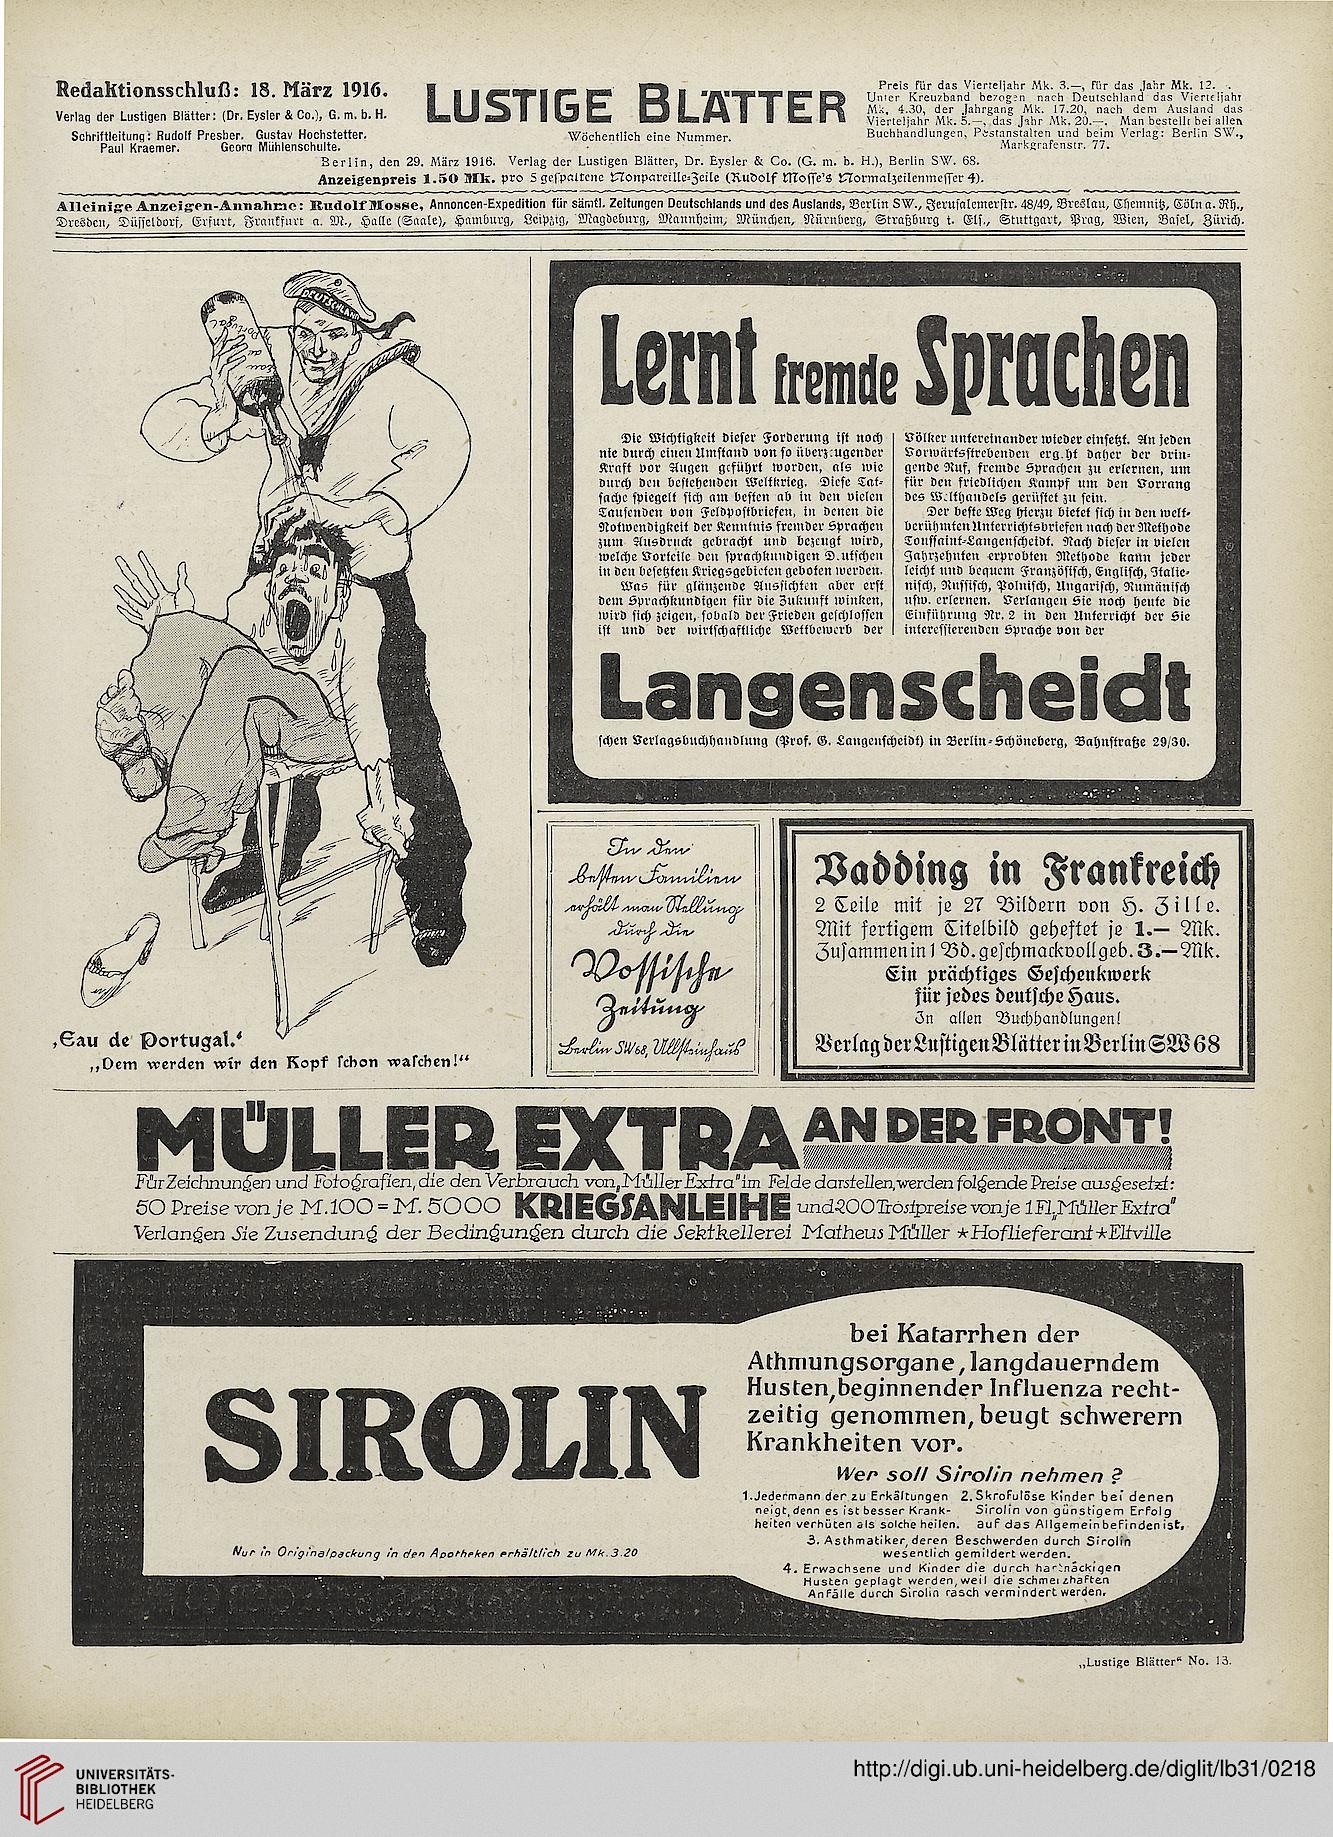 Redaktionsschluß: 18. März 1916.
Verlag der Lustigen Blätter: (Dr. Eysler & Co.), G. m. b. H.
Schriftleitung: Rudolf Presber. Gustav Hochstetter.
Paul Kraemer. Georg Mühlenschulte.
LUSTIGE BLÄTTER
Wöchentlich eine Nummer.
Preis für das Vierteljahr Mk. 3.—, für das Jahr Mk. 12. .
Unter Kreuzband bezogen nach Deutschland das Vierteljahr
Mk. 4.30, der Jahrgang Mk. 17.20, nach dem Ausland das
Vierteljahr Mk. 5.—, das Jahr Mk. 20.—. Man bestellt bei allen
Buchhandlungen, Postanstalten und beim Verlag: Berlin SW.,
Markgrafenstr. 77.
Berlin, den 29. März 1916. Verlag der Lustigen Blätter, Dr. Eysler & Co. (G. m. b. H.), Berlin SW. 68.
Anzeigenpreis 1.50 Mk. pro 5 gespaltene Nonpareille-Zeile (Rudolf Mosse's Normalzeilenmesser 4).
Alleinige Anzeigen-Annahme: Rudolf Mosse, Annoncen-Expedition für sämtl. Zeitungen Deutschlands und des Auslands, Berlin SW., Jerusalemerstr. 48/49, Breslau, Chemnitz, Cöln a. Rh.,
Dresden, Düsseldorf, Erfurt, Frankfurt a. M., Halle (Saale), Hamburg, Leipzig, Magdeburg, Mannheim, München, Nürnberg, Straßburg i. Els., Stuttgart, Prag, Wien, Basel, Zürich.
DEUTSCHLAND
Eau
de
Portugal
‚Eau de Portugal.‘
„Dem werden wir den Kopf schon waschen!“
Lernt fremde Sprachen
Die Wichtigkeit dieser Forderung ist noch
nie durch einen Umstand von so überzeugender
Kraft vor Augen geführt worden, als wie
durch den bestehenden Weltkrieg. Diese Tat-
sache spiegelt sich am besten ab in den vielen
Tausenden von Feldpostbriefen, in denen die
Notwendigkeit der Kenntnis fremder Sprachen
zum Ausdruck gebracht und bezeugt wird,
welche Vorteile den sprachkundigen Deutschen
in den besetzten Kriegsgebieten geboten werden.
Was für glänzende Aussichten aber erst
dem Sprachkundigen für die Zukunft winken,
wird sich zeigen, sobald der Frieden geschlossen
ist und der wirtschaftliche Wettbewerb der
Völker untereinander wieder einsetzt. An jeden
Vorwärtsstrebenden ergeht daher der drin-
gende Ruf, fremde Sprachen zu erlernen, um
für den friedlichen Kampf um den Vorrang
des Welthandels gerüstet zu sein.
Der beste Weg hierzu bietet sich in den welt-
berühmten Unterrichtsbriefen nach der Methode
Toussaint-Langenscheidt. Nach dieser in vielen
Jahrzehnten erprobten Methode kann jeder
leicht und bequem Französisch, Englisch, Italie-
nisch, Russisch, Polnisch, Ungarisch, Rumänisch
usw. erlernen. Verlangen Sie noch heute die
Einführung Nr. 2 in den Unterricht der Sie
interessierenden Sprache von der
Langenscheidt
schen Verlagsbuchhandlung (Prof. G. Langenscheidt) in Berlin-Schöneberg, Bahnstraße 29/30.
In den
besten Familien
erhält man Stellung
durch die
Vossische
Zeitung
Berlin SW 68, Ullsteinhaus
Vadding in Frankreich
2 Teile mit je 27 Bildern von H. Zille.
Mit fertigem Titelbild geheftet je 1.— Mk.
Zusammen in 1 Bd. geschmackvoll geb. 3.— Mk.
Ein prächtiges Geschenkwerk
für jedes deutsche Haus.
In allen Buchhandlungen!
Verlag der Lustigen Blätter in Berlin SW 68
MÜLLER EXTRA AN DER FRONT!
Für Zeichnungen und Fotografien, die den Verbrauch von „Müller Extra" im Felde darstellen, werden folgende Preise ausgesetzt:
50 Preise von je M.100 = M. 5000 KRIEGSANLEIHE und 200 Trostpreise von je 1 Fl. „Müller Extra"
Verlangen Sie Zusendung der Bedingungen durch die Sektkellerei Matheus Müller * Hoflieferant * Eltville
SIROLIN
Nur in Originalpackung in den Apotheken erhältlich zu Mk. 3.20
bei Katarrhen der
Athmungsorgane, langdauerndem
Husten, beginnender Influenza recht-
zeitig genommen, beugt schwerern
Krankheiten vor.
Wer soll Sirolin nehmen ?
1. Jedermann der zu Erkältungen
neigt, denn es ist besser Krank-
heiten verhüten als solche heilen.
2. Skrofulöse Kinder bei denen
Sirolin von günstigem Erfolg
auf das Allgemeinbefinden ist.
3. Asthmatiker, deren Beschwerden durch Sirolin
wesentlich gemildert werden.
4. Erwachsene und Kinder die durch hartnäckigen
Husten geplagt werden, weil die schmerzhaften
Anfälle durch Sirolin rasch vermindert werden.
„Lustige Blätter“ No. 13.
UNIVERSITÄTS-
BIBLIOTHEK
HEIDELBERG
http://digi.ub.uni-heidelberg.de/diglit/lb31/0218